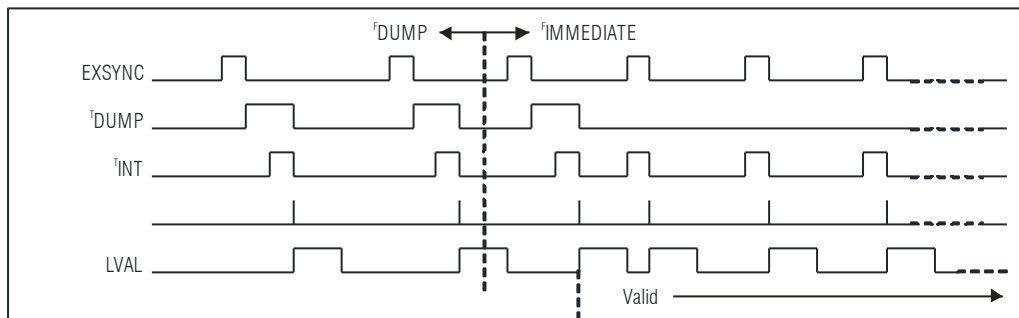 FDUMP FIMMEDIATE
EXSYNC
TDUMP
TINT
LVAL
Valid